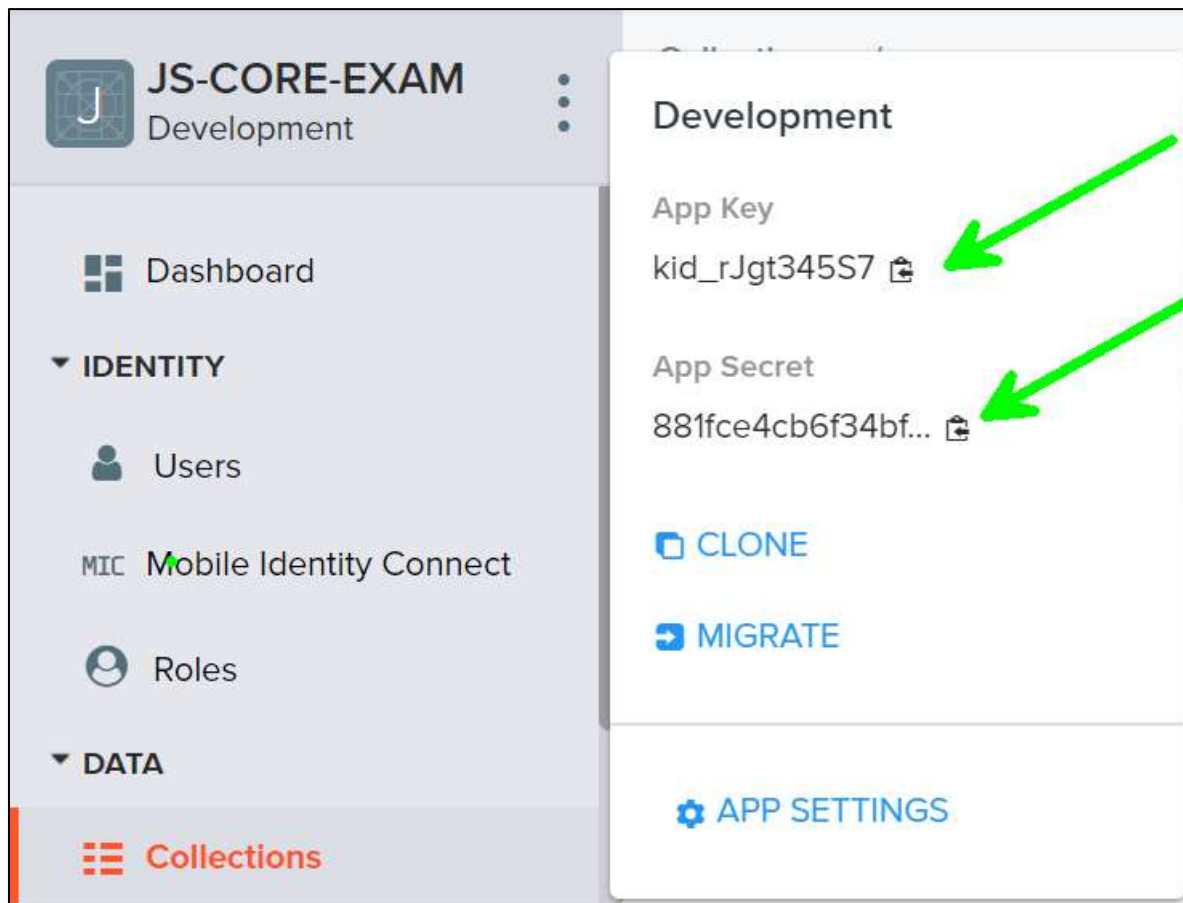 JS-CORE-EXAM
Development
Dashboard
IDENTITY
Users
MIC Mobile Identity Connect
Roles
DATA
Collections
Development
App Key
kid_rJgt345S7
App Secret
881fce4cb6f34bf...
CLONE
MIGRATE
APP SETTINGS